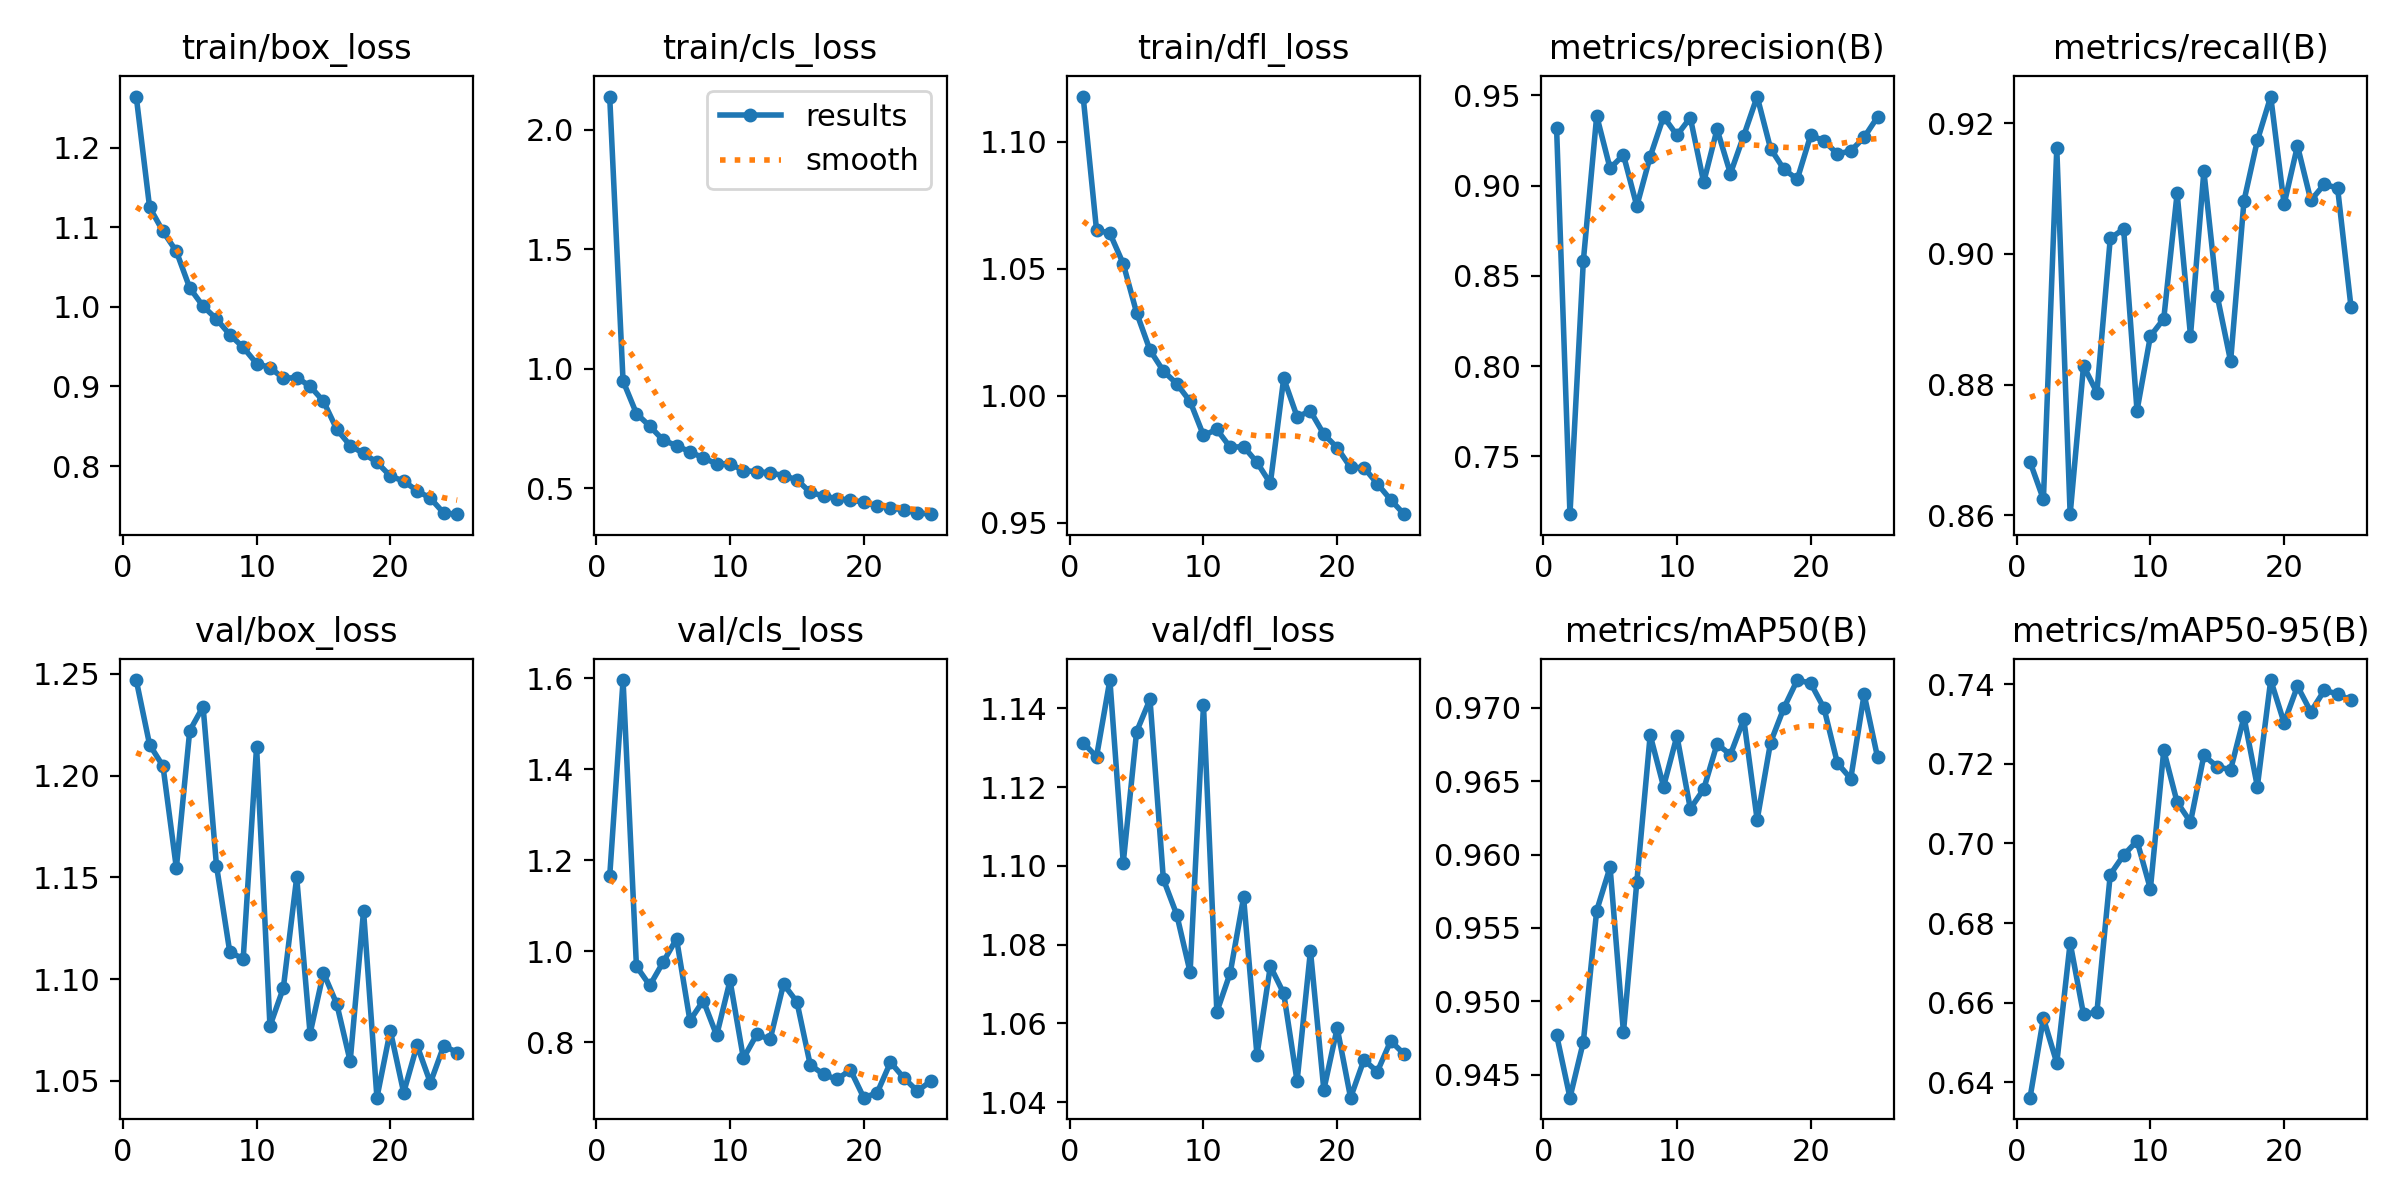 train/box_loss
1.2
1.1
1.0
0.9
0.8
0 10 20
train/cls_loss
results
smooth
2.0
1.5
1.0
0.5
0 10 20
train/dfl_loss
1.10
1.05
1.00
0.95
0 10 20
metrics/precision(B)
0.95
0.90
0.85
0.80
0.75
0 10 20
metrics/recall(B)
0.92
0.90
0.88
0.86
0 10 20
val/box_loss
1.25
1.20
1.15
1.10
1.05
0 10 20
val/cls_loss
1.6
1.4
1.2
1.0
0.8
0 10 20
val/dfl_loss
1.14
1.12
1.10
1.08
1.06
1.04
0 10 20
metrics/mAP50(B)
0.970
0.965
0.960
0.955
0.950
0.945
0 10 20
metrics/mAP50-95(B)
0.74
0.72
0.70
0.68
0.66
0.64
0 10 20